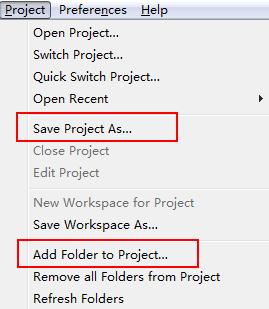 Project Preferences Help
Open Project...
Switch Project...
Quick Switch Project...
Open Recent
Save Project As...
Close Project
Edit Project
New Workspace for Project
Save Workspace As...
Add Folder to Project...
Remove all Folders from Project
Refresh Folders